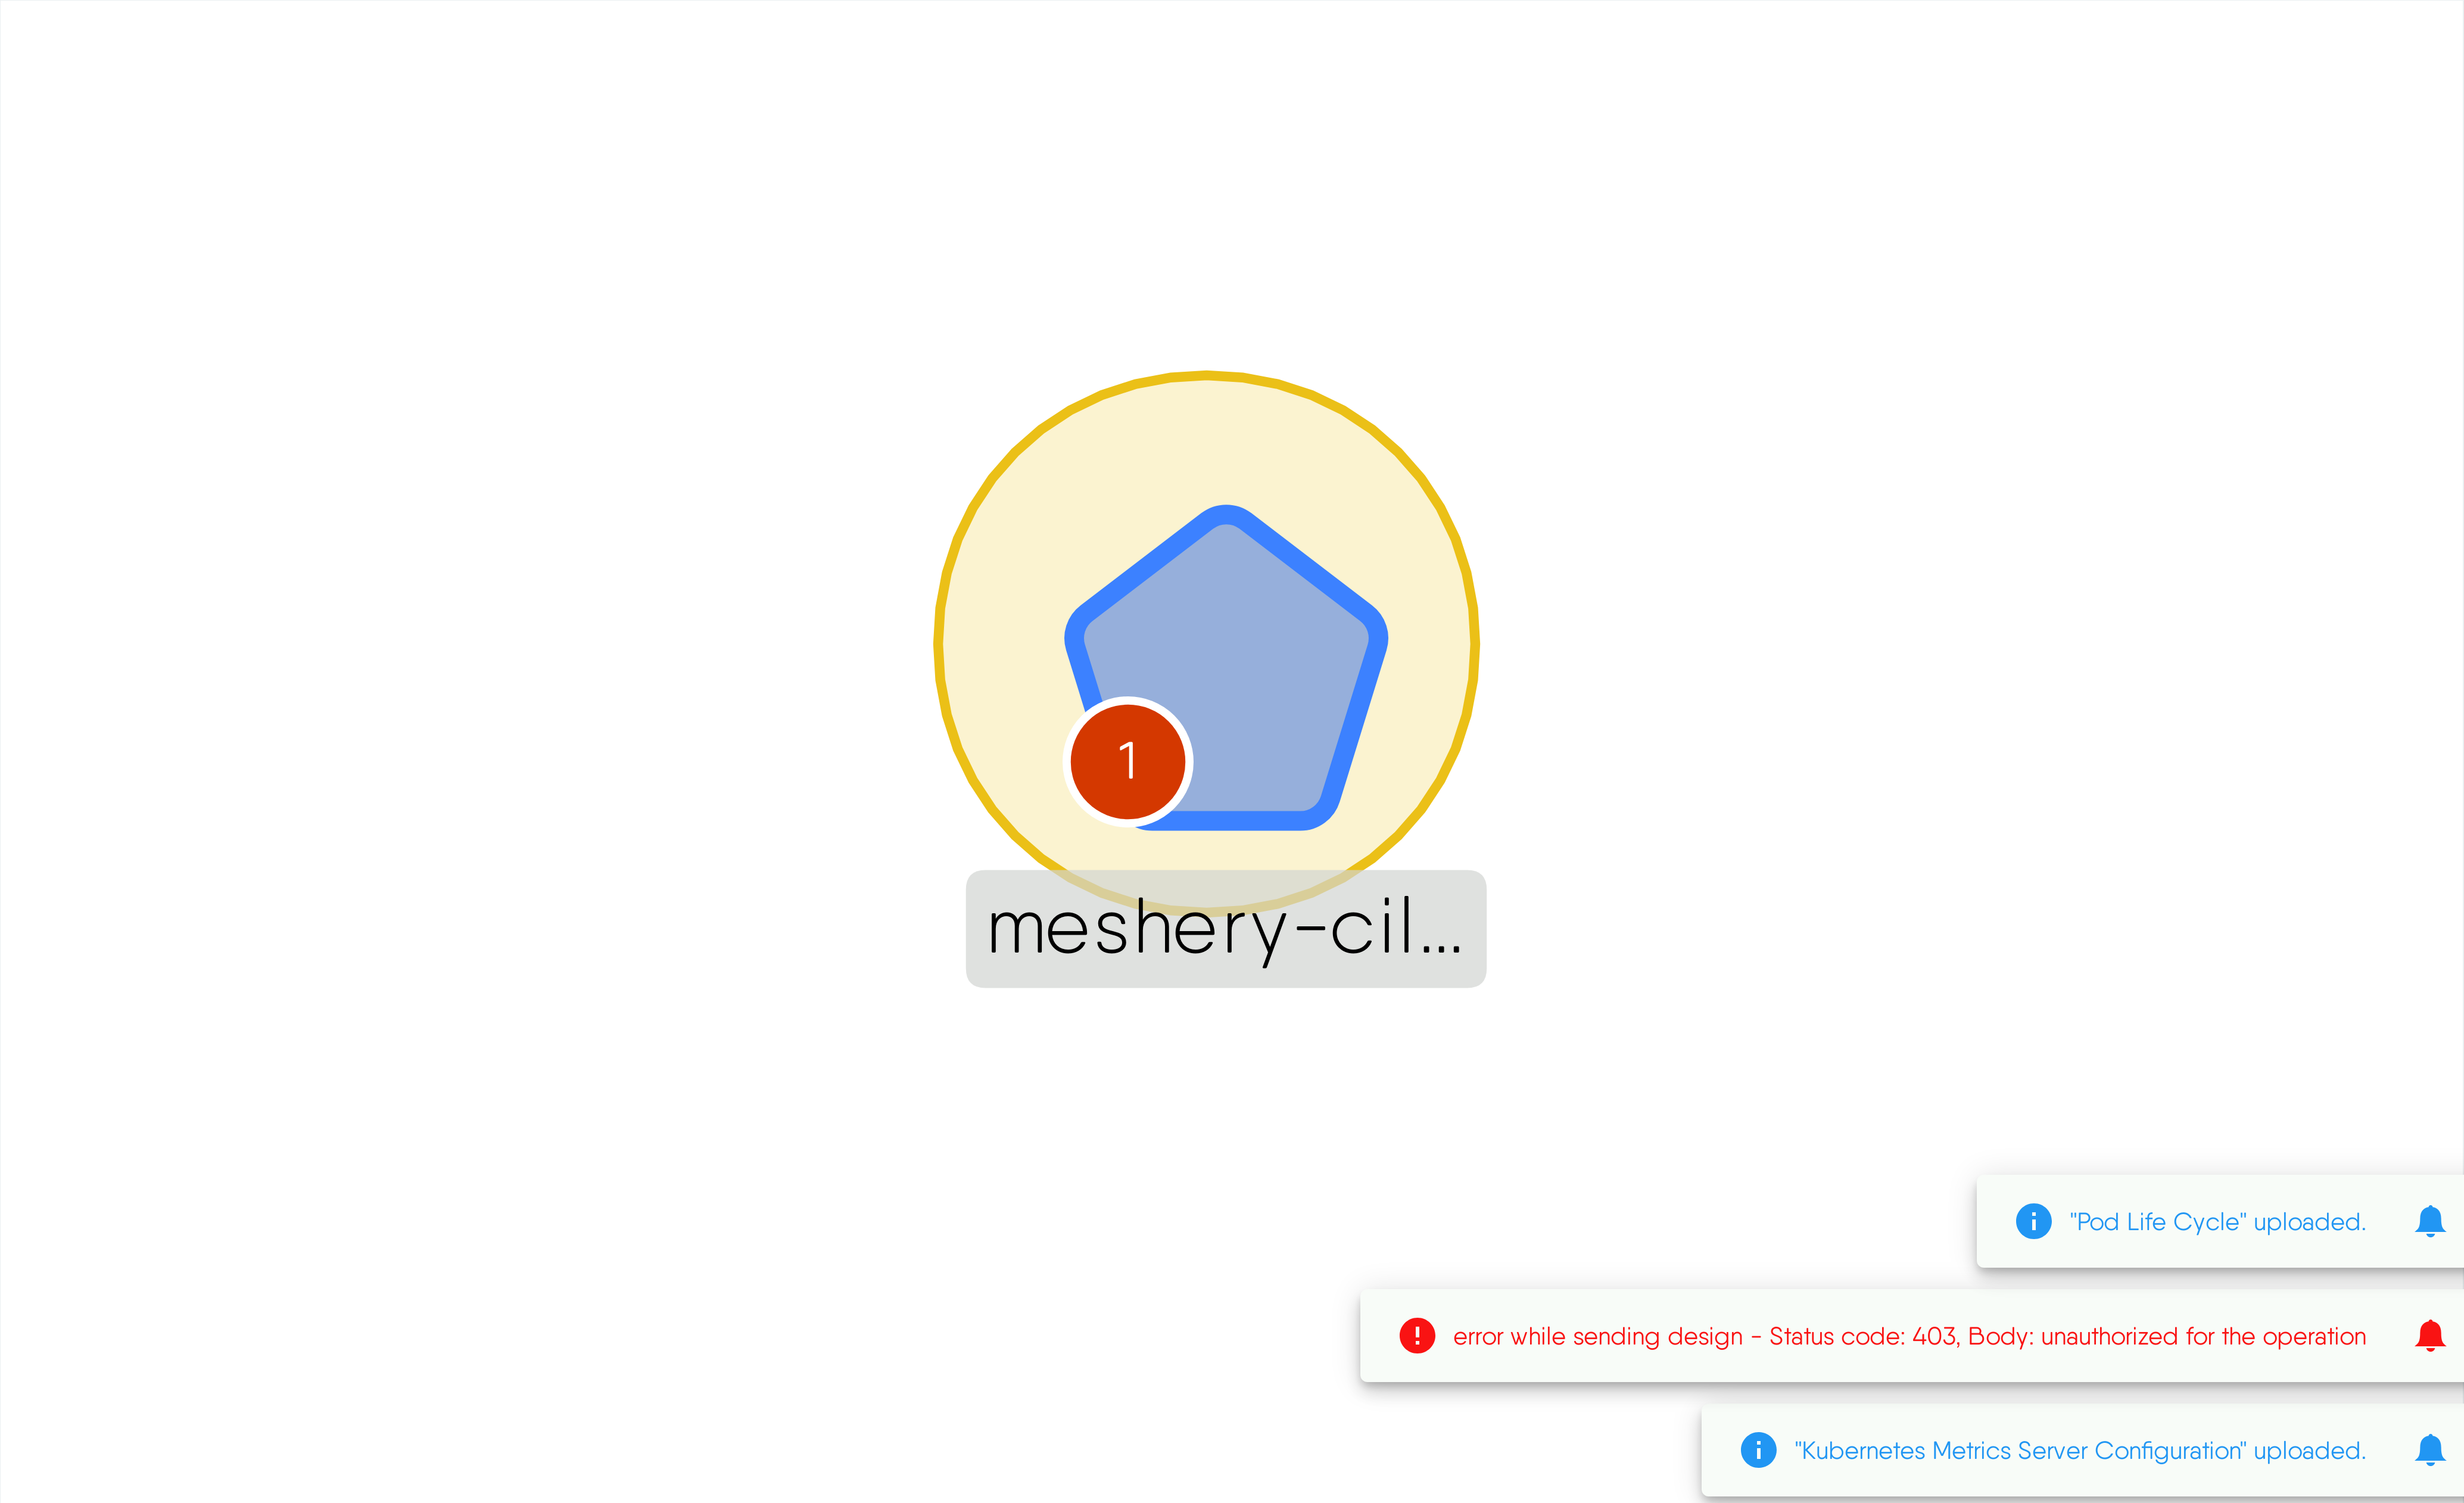 1
meshery-cil...
"Pod Life Cycle" uploaded.
error while sending design - Status code: 403, Body: unauthorized for the operation
"Kubernetes Metrics Server Configuration" uploaded.